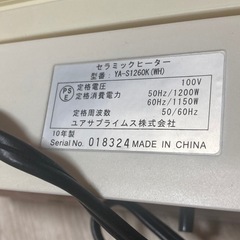 セラミックヒーター
型番: YA-S1260K(WH)
PSE
定格電圧 100V
定格消費電力 50Hz/1200W
60Hz/1150W
定格周波数 50/60Hz
ユアサプライムス株式会社
10年製
Serial No. 018324 MADE IN CHINA